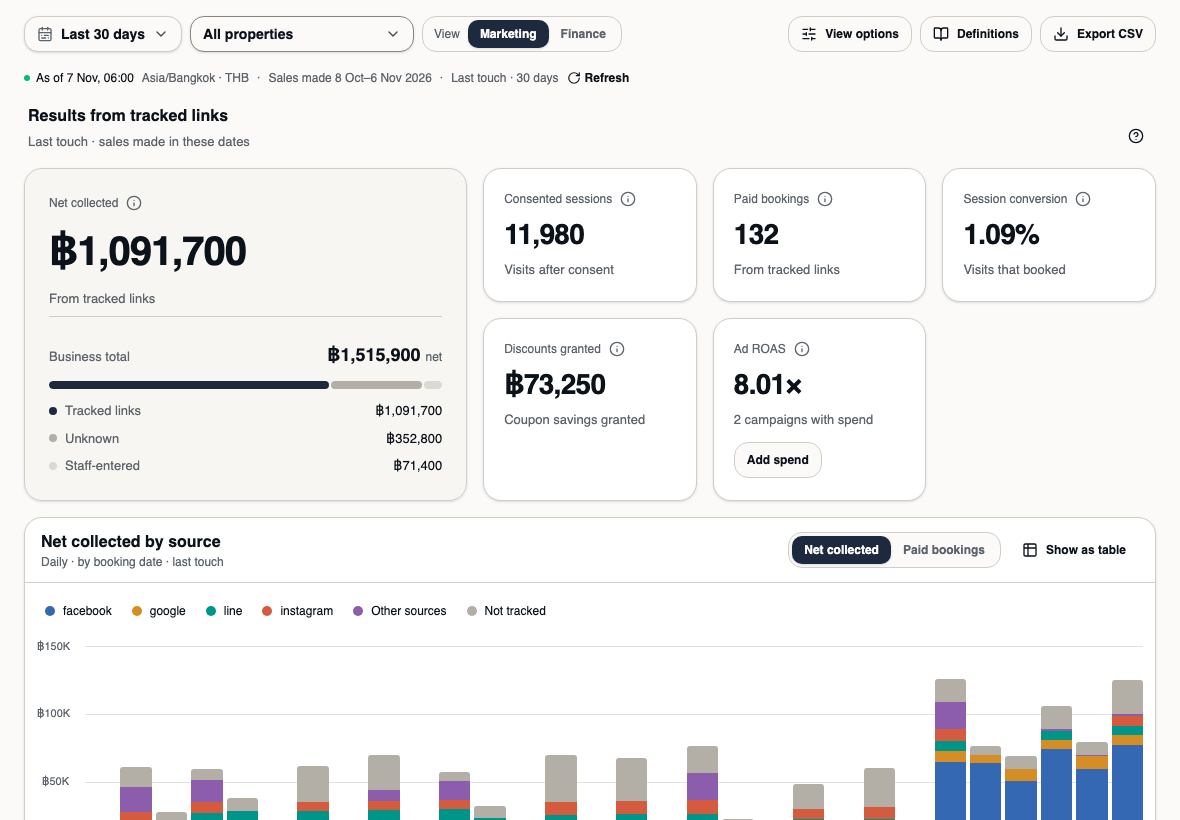 Last 30 days
All properties
View Marketing Finance
View options
Definitions
Export CSV
As of 7 Nov, 06:00 Asia/Bangkok · THB · Sales made 8 Oct–6 Nov 2026 · Last touch · 30 days Refresh
Results from tracked links
Last touch · sales made in these dates
Net collected
฿1,091,700
From tracked links
Business total ฿1,515,900 net
Tracked links ฿1,091,700
Unknown ฿352,800
Staff-entered ฿71,400
Consented sessions
11,980
Visits after consent
Paid bookings
132
From tracked links
Session conversion
1.09%
Visits that booked
Discounts granted
฿73,250
Coupon savings granted
Ad ROAS
8.01×
2 campaigns with spend
Add spend
Net collected by source
Daily · by booking date · last touch
Net collected Paid bookings
Show as table
facebook google line instagram Other sources Not tracked
฿150K
฿100K
฿50K